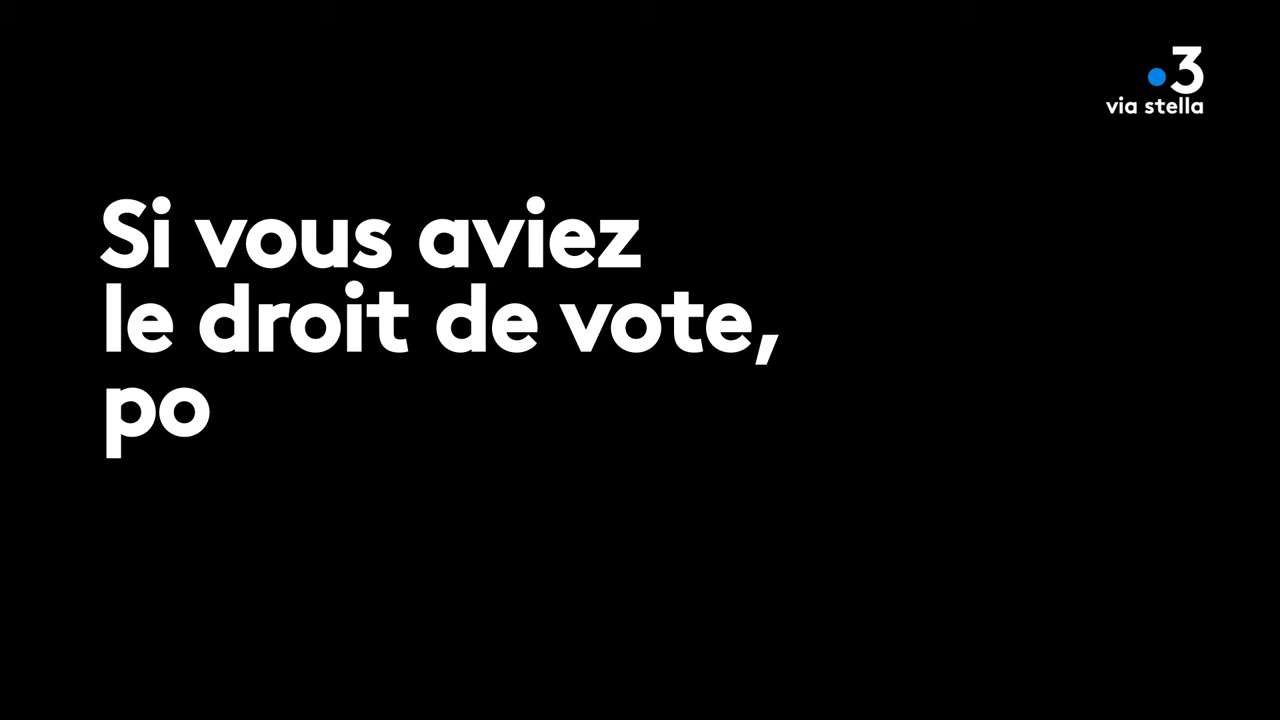 3
via stella
Si vous aviez
le droit de vote,
po